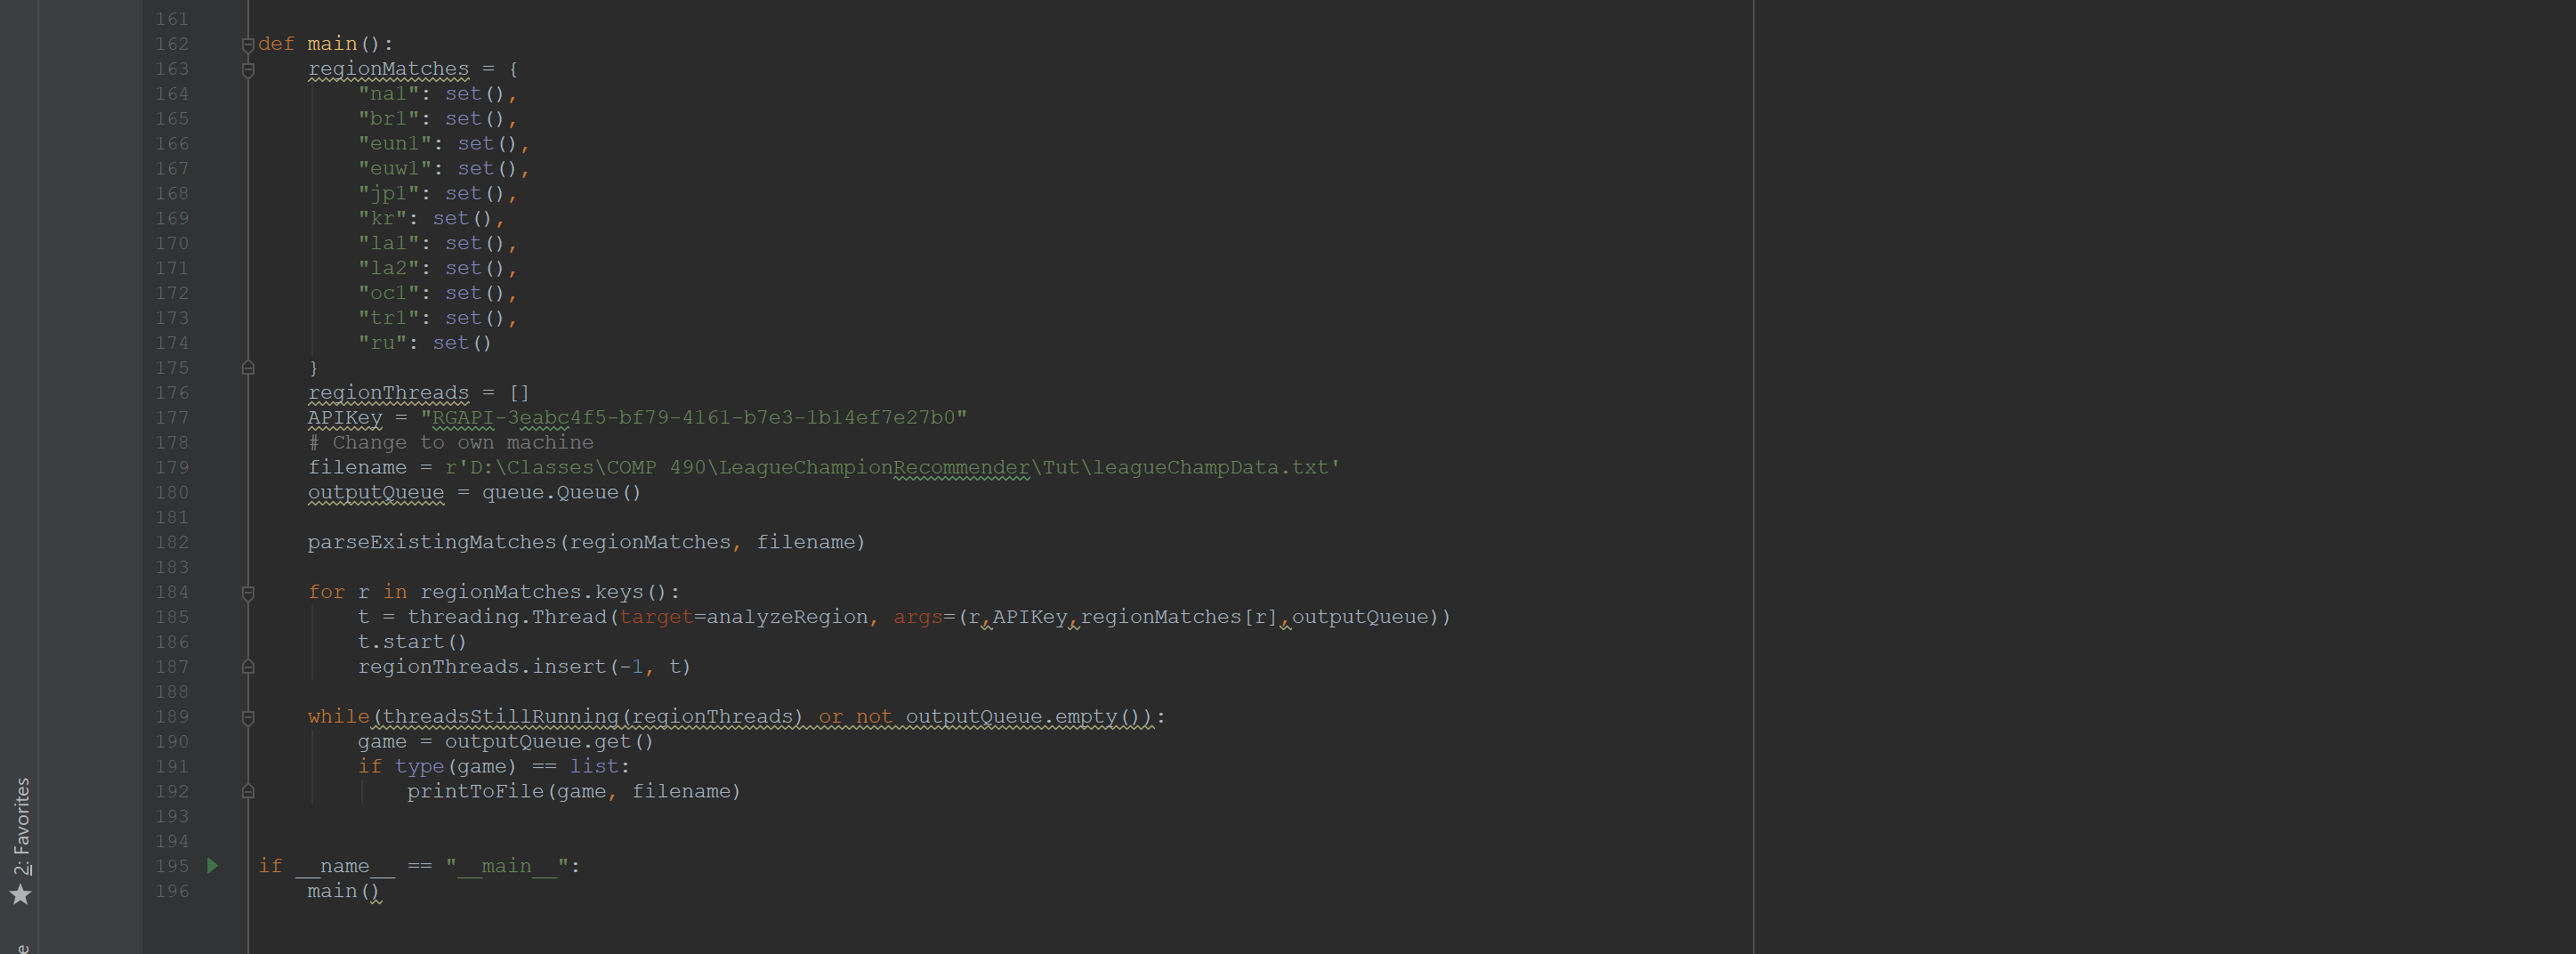 161
162 def main():
163     regionMatches = {
164         "na1": set(),
165         "br1": set(),
166         "eun1": set(),
167         "euw1": set(),
168         "jp1": set(),
169         "kr": set(),
170         "la1": set(),
171         "la2": set(),
172         "oc1": set(),
173         "tr1": set(),
174         "ru": set()
175     }
176     regionThreads = []
177     APIKey = "RGAPI-3eabc4f5-bf79-4161-b7e3-1b14ef7e27b0"
178     # Change to own machine
179     filename = r'D:\Classes\COMP 490\LeagueChampionRecommender\Tut\leagueChampData.txt'
180     outputQueue = queue.Queue()
181
182     parseExistingMatches(regionMatches, filename)
183
184     for r in regionMatches.keys():
185         t = threading.Thread(target=analyzeRegion, args=(r,APIKey,regionMatches[r],outputQueue))
186         t.start()
187         regionThreads.insert(-1, t)
188
189     while(threadsStillRunning(regionThreads) or not outputQueue.empty()):
190         game = outputQueue.get()
191         if type(game) == list:
192             printToFile(game, filename)
193
194
195 if __name__ == "__main__":
196     main()
2: Favorites
e